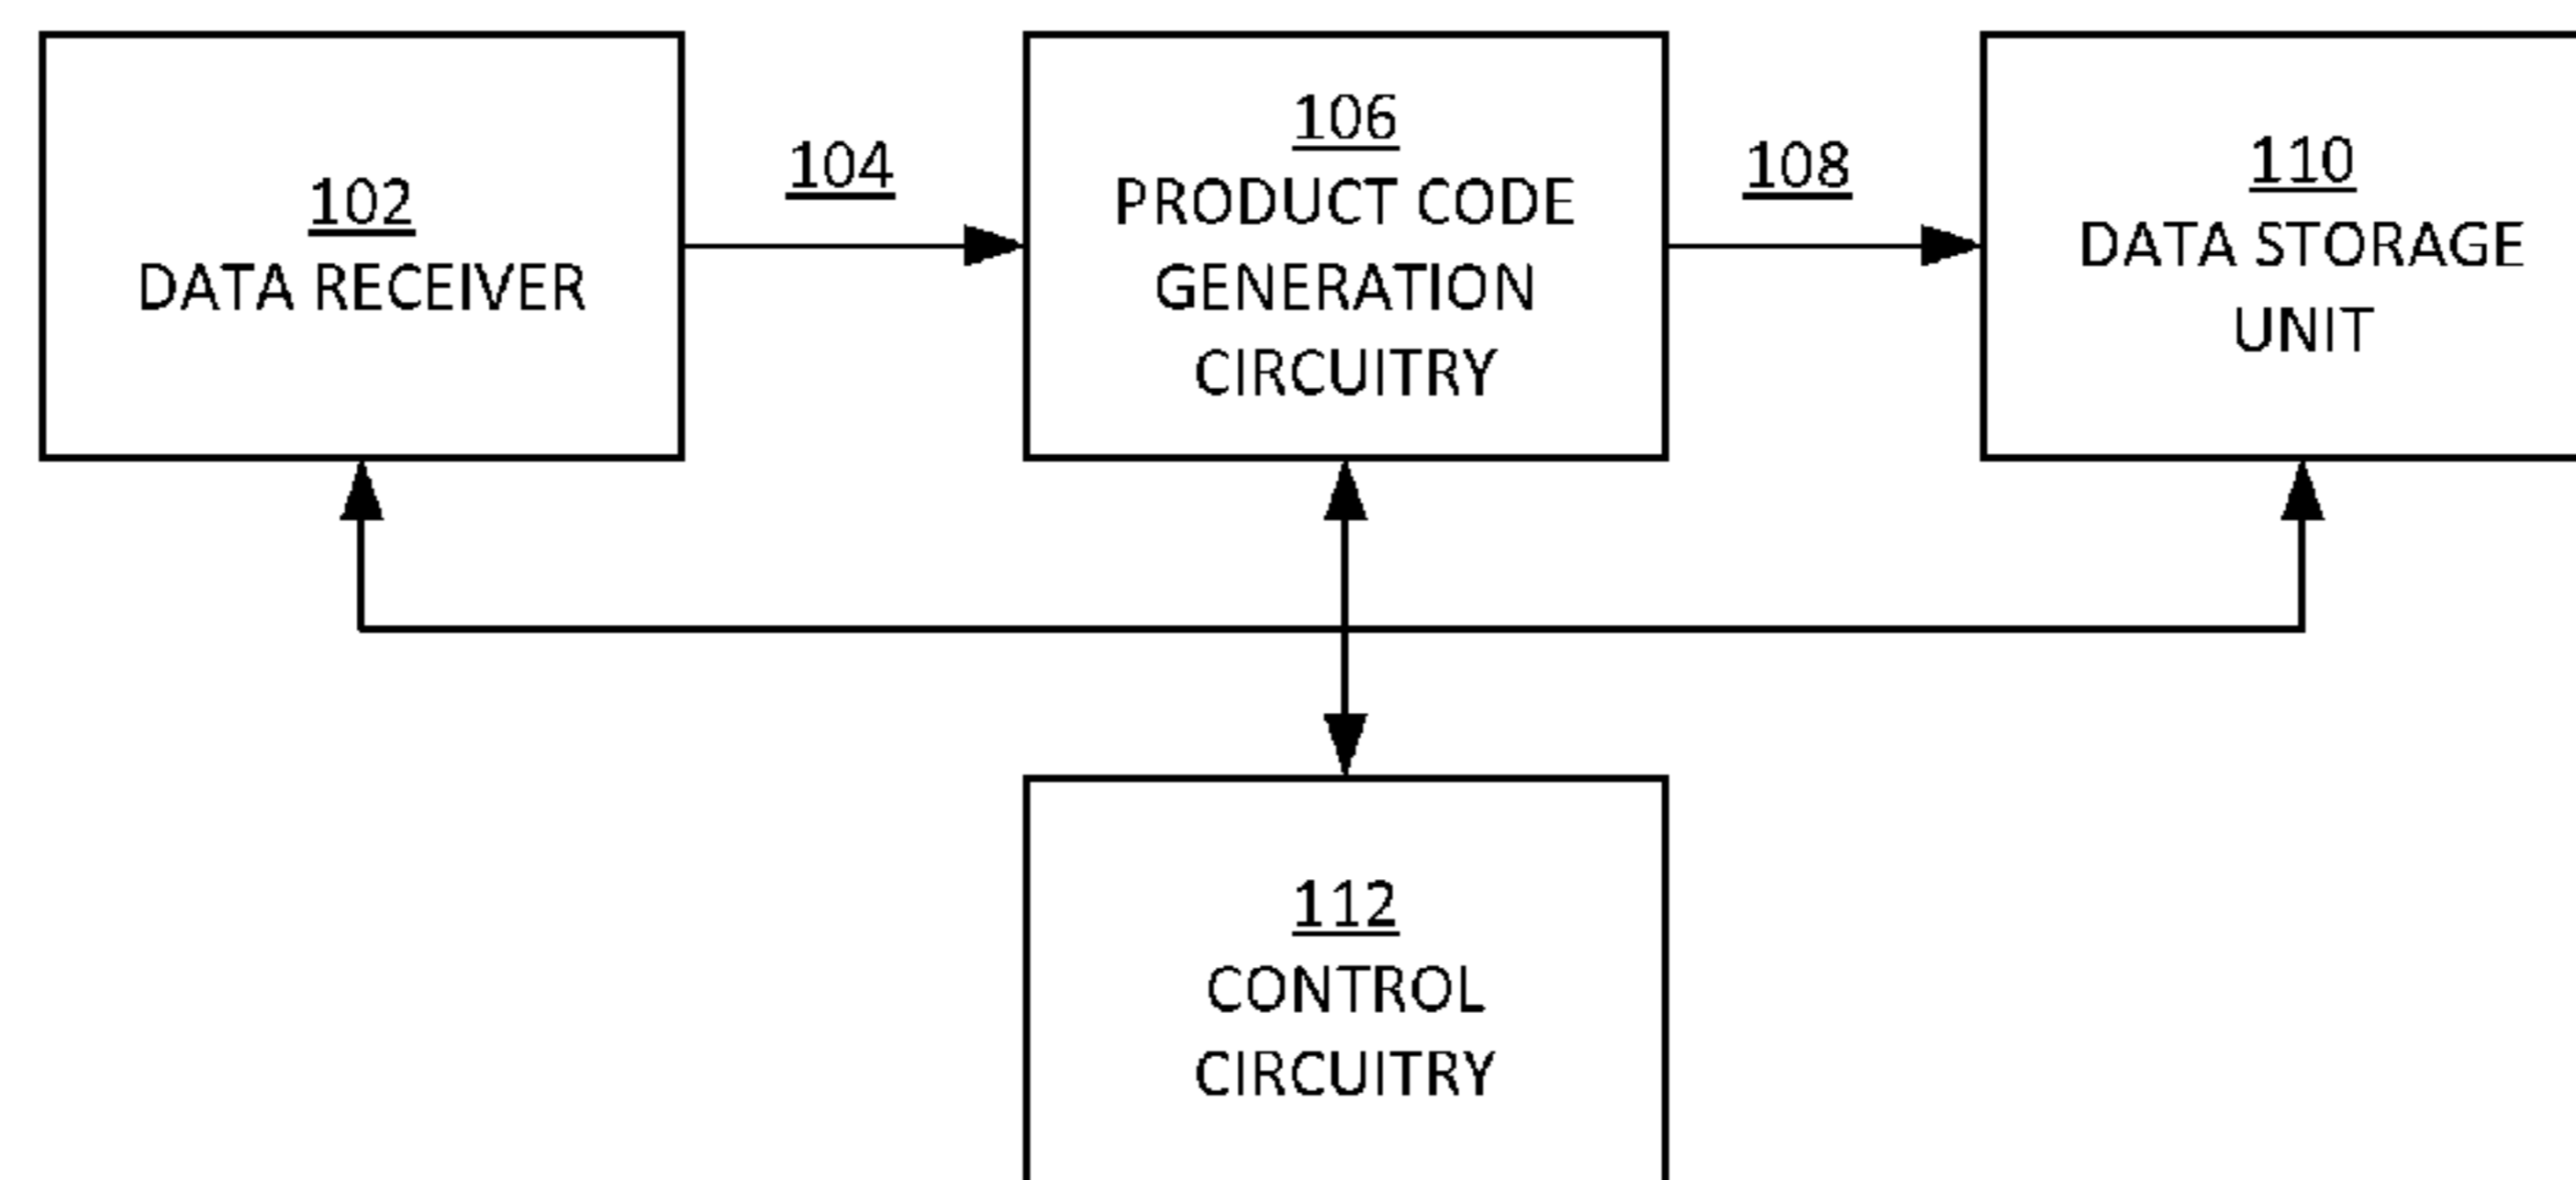 102
DATA RECEIVER
104
106
PRODUCT CODE
GENERATION
CIRCUITRY
108
110
DATA STORAGE
UNIT
112
CONTROL
CIRCUITRY